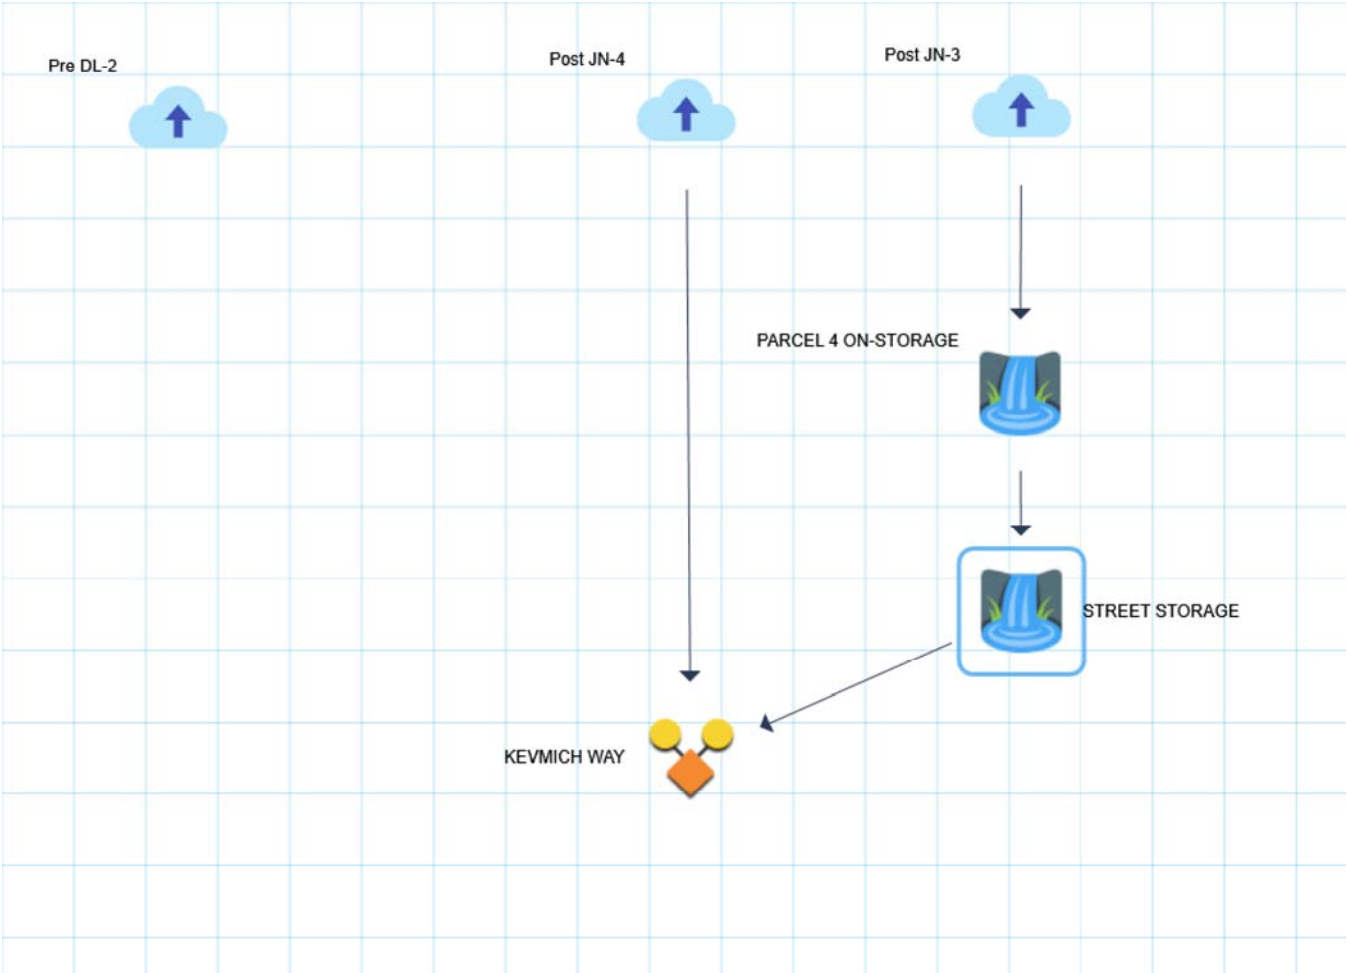 Pre DL-2
Post JN-4
Post JN-3
PARCEL 4 ON-STORAGE
STREET STORAGE
KEVMICH WAY